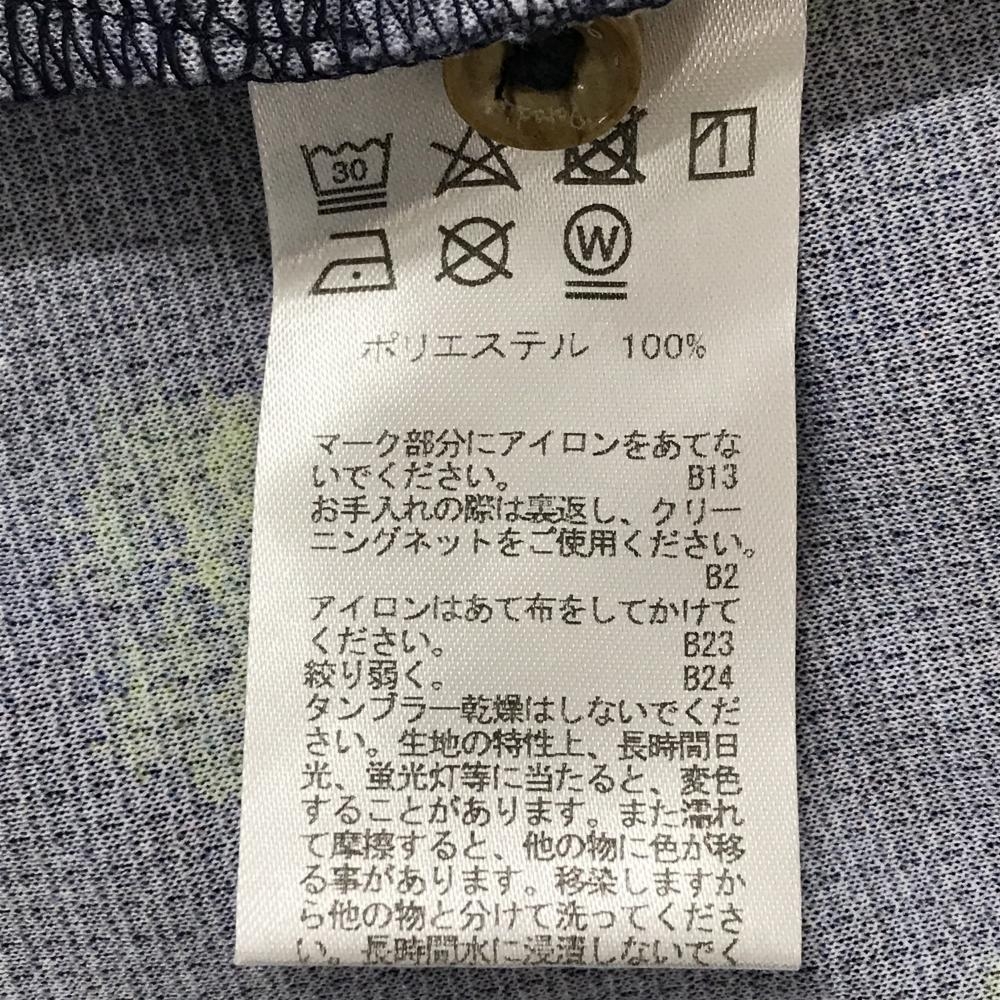 30
W
ポリエステル 100%
マーク部分にアイロンをあてな
いでください。 B13
お手入れの際は裏返し、クリー
ニングネットをご使用ください。
B2
アイロンはあて布をしてかけて
ください。 B23
絞り弱く。 B24
タンブラー乾燥はしないでくだ
さい。生地の特性上、長時間日
光、蛍光灯等に当たると、変色
することがあります。また濡れ
て摩擦すると、他の物に色が移
る事があります。移染しますか
ら他の物と分けて洗ってくださ
い。長時間水に浸漬しないでく